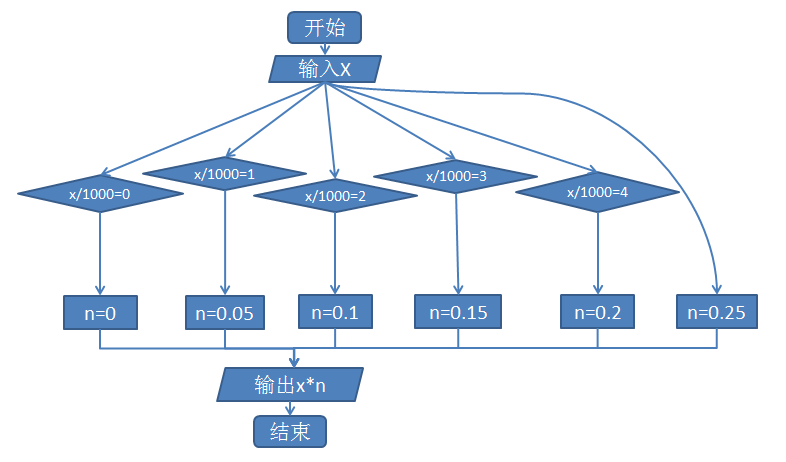 开始
输入X
x/1000=0
x/1000=1
x/1000=2
x/1000=3
x/1000=4
n=0
n=0.05
n=0.1
n=0.15
n=0.2
n=0.25
输出x*n
结束